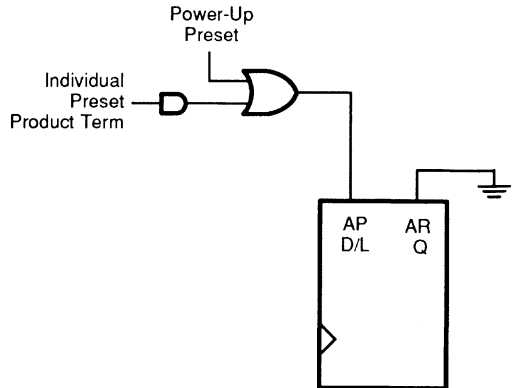 Power-Up
Preset
Individual
Preset
Product Term
AP AR
D/L Q